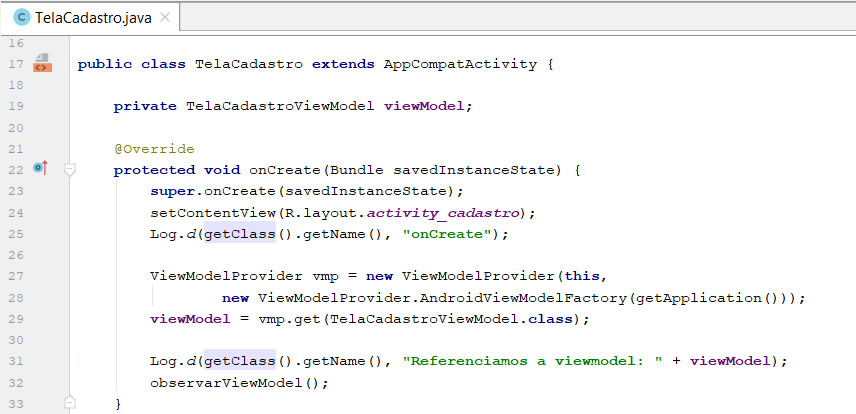 C TelaCadastro.java ×
16
17 public class TelaCadastro extends AppCompatActivity {
18
19 private TelaCadastroViewModel viewModel;
20
21 @Override
22 protected void onCreate(Bundle savedInstanceState) {
23 super.onCreate(savedInstanceState);
24 setContentView(R.layout.activity_cadastro);
25 Log.d(getClass().getName(), "onCreate");
26
27 ViewModelProvider vmp = new ViewModelProvider(this,
28 new ViewModelProvider.AndroidViewModelFactory(getApplication()));
29 viewModel = vmp.get(TelaCadastroViewModel.class);
30
31 Log.d(getClass().getName(), "Referenciamos a viewmodel: " + viewModel);
32 observarViewModel();
33 }